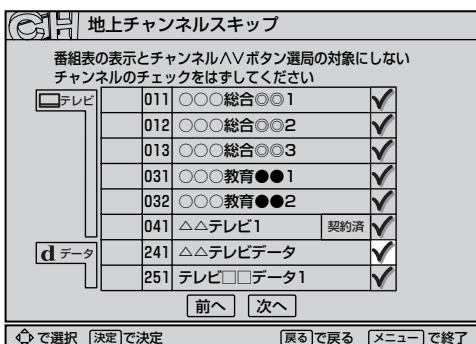 CH 地上チャンネルスキップ
番組表の表示とチャンネル∧∨ボタン選局の対象にしない
チャンネルのチェックをはずしてください
テレビ
011 ○○○総合◎◎1
012 ○○○総合◎◎2
013 ○○○総合◎◎3
031 ○○○教育●●1
032 ○○○教育●●2
041 △△テレビ1 契約済
d データ
241 △△テレビデータ
251 テレビ□□データ1
前へ 次へ
で選択 決定で決定 戻るで戻る メニューで終了